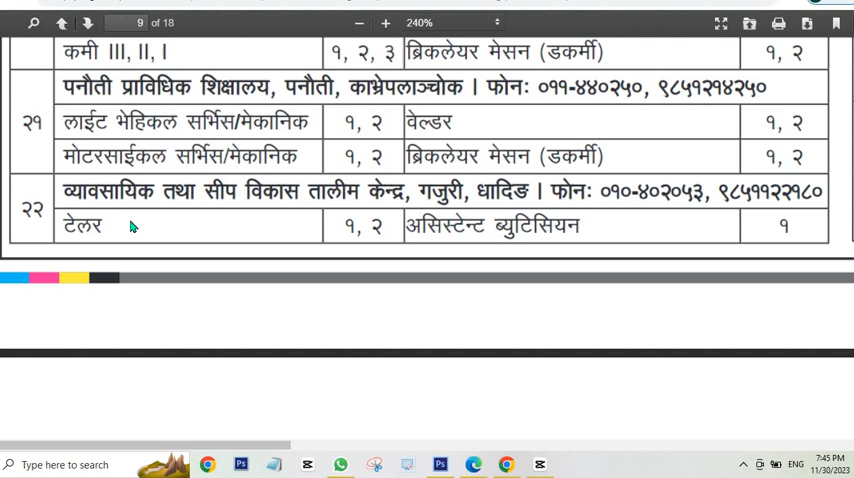 9 of 18
240%
कमी III, II, I १, २, ३ ब्रिकलेयर मेसन (डकर्मी) १, २
२१ पनौती प्राविधिक शिक्षालय, पनौती, काभ्रेपलाञ्चोक । फोनः ०११-४४०२५०, ९८५१२१४२५०
लाईट भेहिकल सर्भिस/मेकानिक १, २ वेल्डर १, २
मोटरसाईकल सर्भिस/मेकानिक १, २ ब्रिकलेयर मेसन (डकर्मी) १, २
२२ व्यावसायिक तथा सीप विकास तालीम केन्द्र, गजुरी, धादिङ । फोनः ०१०-४०२०५३, ९८५११२२१८०
टेलर १, २ असिस्टेन्ट ब्युटिसियन १
Type here to search
ENG
7:45 PM
11/30/2023